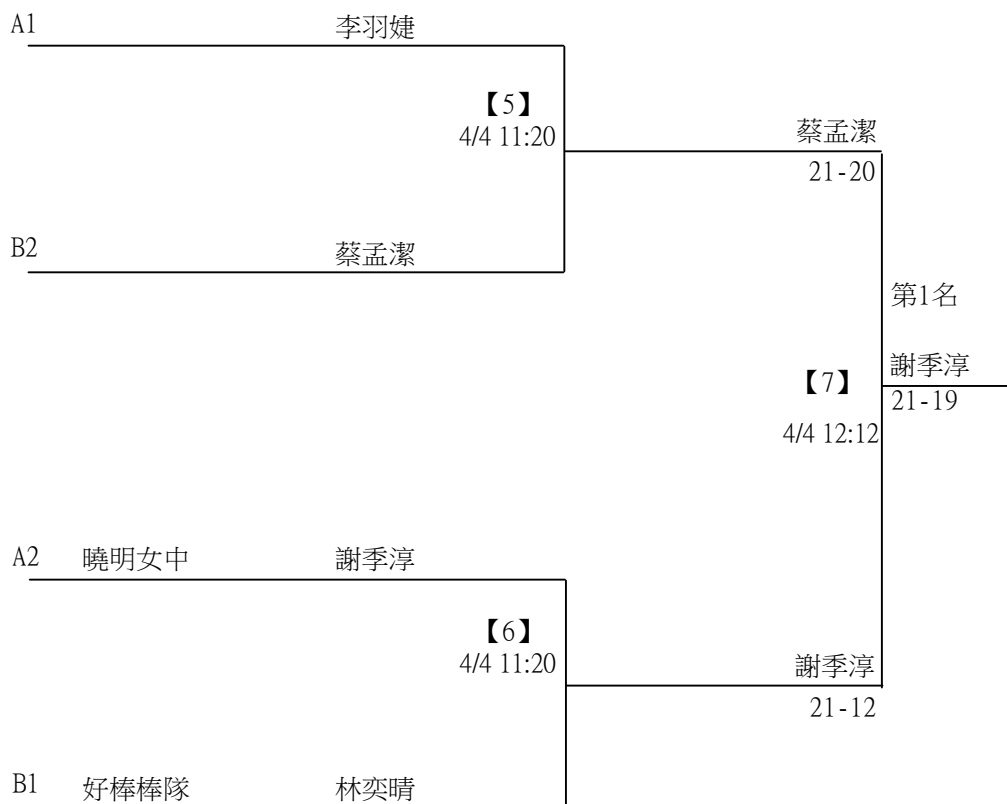 A1 李羽婕
【5】
4/4 11:20
蔡孟潔
21-20
B2 蔡孟潔
第1名
謝季淳
21-19
【7】
4/4 12:12
A2 曉明女中 謝季淳
【6】
4/4 11:20
謝季淳
21-12
B1 好棒棒隊 林奕晴